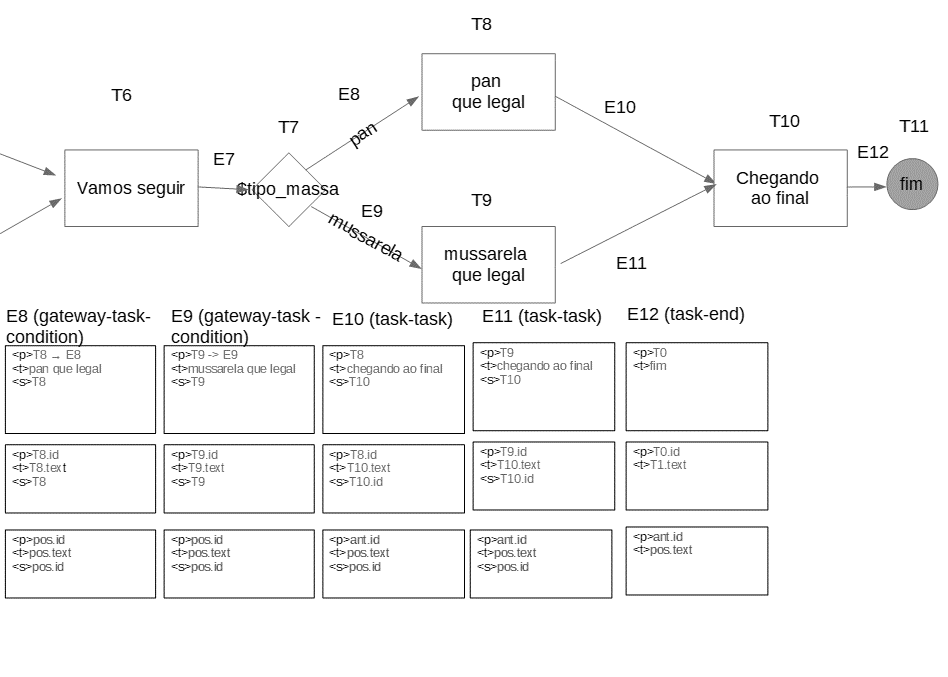 T8
T6
E8
pan
que legal
E10
T7
pan
T10
T11
E7
E12
Vamos seguir
$tipo_massa
Chegando
ao final
fim
T9
E9
mussarela
mussarela
que legal
E11
E8 (gateway-task-
condition)
E9 (gateway-task -
condition)
E10 (task-task)
E11 (task-task)
E12 (task-end)
<p>T8 → E8
<t>pan que legal
<s>T8
<p>T9 -> E9
<t>mussarela que legal
<s>T9
<p>T8
<t>chegando ao final
<s>T10
<p>T9
<t>chegando ao final
<s>T10
<p>T0
<t>fim
<p>T8.id
<t>T8.text
<s>T8
<p>T9.id
<t>T9.text
<s>T9
<p>T8.id
<t>T10.text
<s>T10.id
<p>T9.id
<t>T10.text
<s>T10.id
<p>T0.id
<t>T1.text
<p>pos.id
<t>pos.text
<s>pos.id
<p>pos.id
<t>pos.text
<s>pos.id
<p>ant.id
<t>pos.text
<s>pos.id
<p>ant.id
<t>pos.text
<s>pos.id
<p>ant.id
<t>pos.text